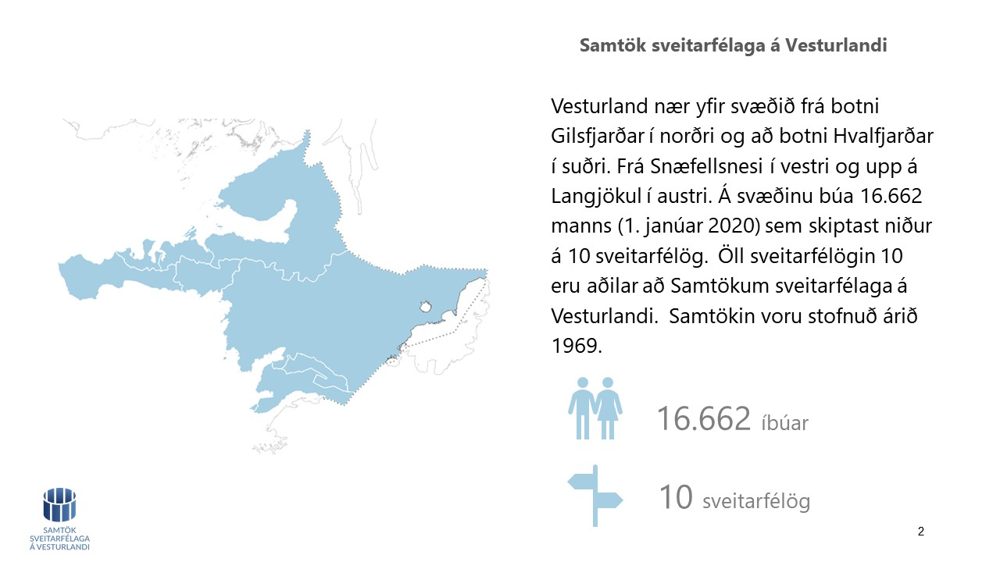 Samtök sveitarfélaga á Vesturlandi
Vesturland nær yfir svæðið frá botni
Gilsfjarðar í norðri og að botni Hvalfjarðar
í suðri. Frá Snæfellsnesi í vestri og upp á
Langjökul í austri. Á svæðinu búa 16.662
manns (1. janúar 2020) sem skiptast niður
á 10 sveitarfélög.  Öll sveitarfélögin 10
eru aðilar að Samtökum sveitarfélaga á
Vesturlandi.  Samtökin voru stofnuð árið
1969.
16.662 íbúar
10 sveitarfélög
SAMTÖK
SVEITARFÉLAGA
Á VESTURLANDI
2